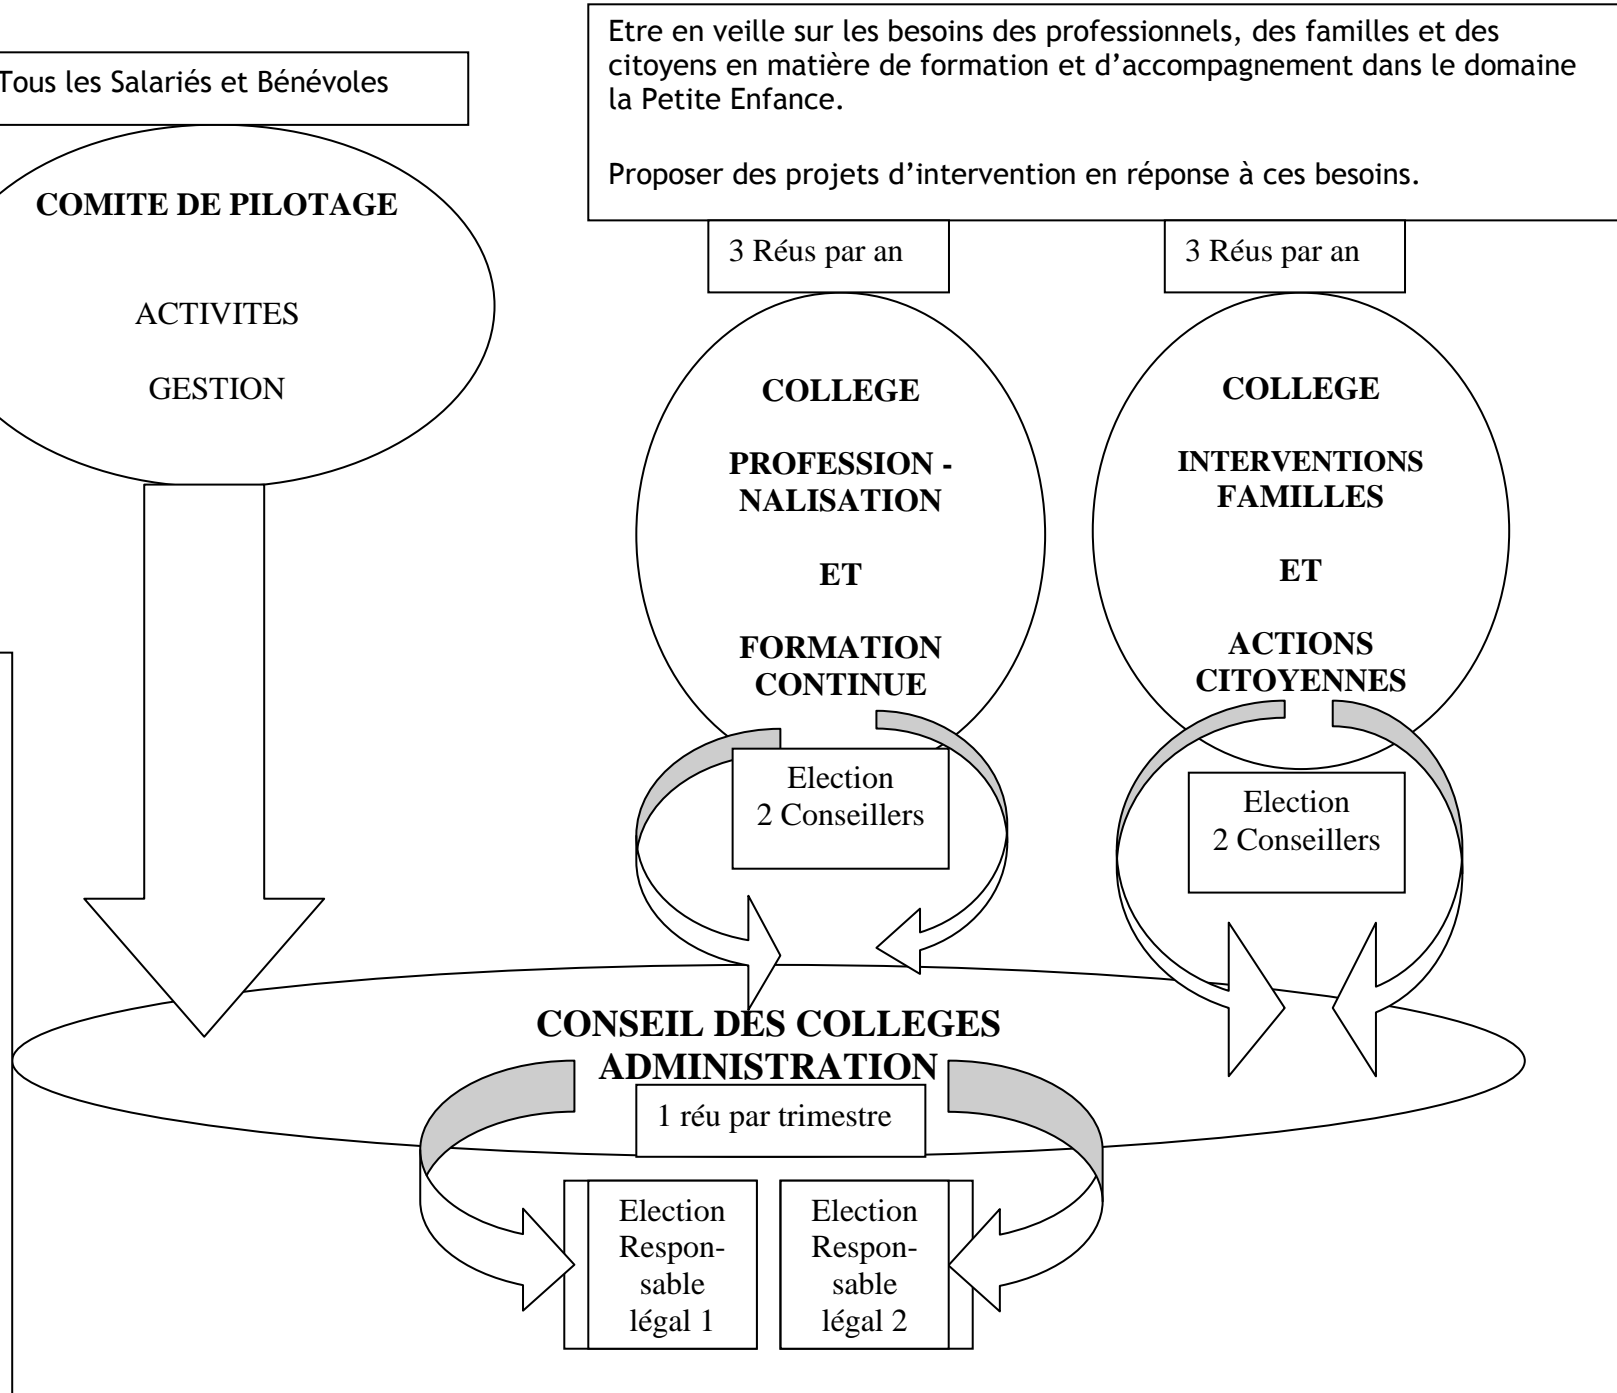 Tous les Salariés et Bénévoles
COMITE DE PILOTAGE
ACTIVITES
GESTION
Etre en veille sur les besoins des professionnels, des familles et des
citoyens en matière de formation et d’accompagnement dans le domaine
la Petite Enfance.
Proposer des projets d’intervention en réponse à ces besoins.
3 Réus par an
COLLEGE
PROFESSION -
NALISATION
ET
FORMATION
CONTINUE
Election
2 Conseillers
3 Réus par an
COLLEGE
INTERVENTIONS
FAMILLES
ET
ACTIONS
CITOYENNES
Election
2 Conseillers
CONSEIL DES COLLEGES
ADMINISTRATION
1 réu par trimestre
Election
Respon-
sable
légal 1
Election
Respon-
sable
légal 2